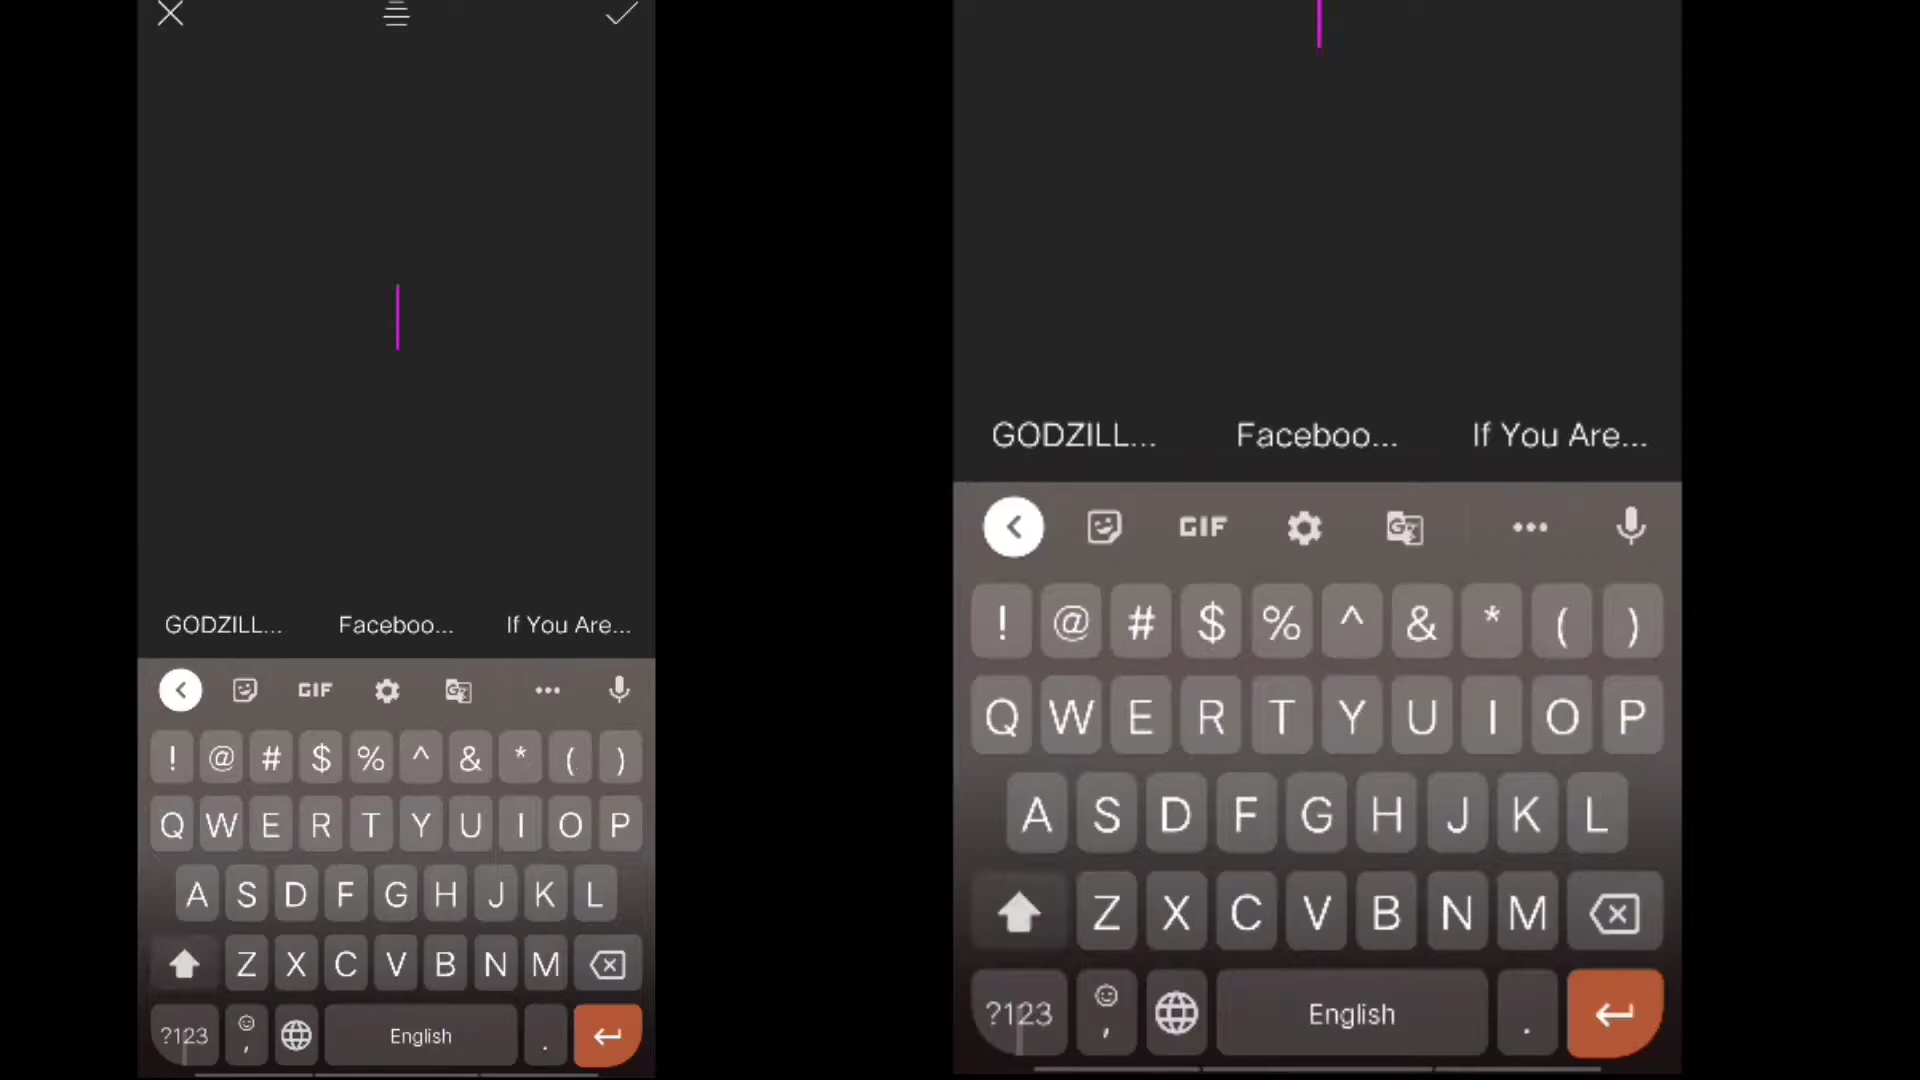 GODZILL... Faceboo... If You Are...
GIF
! @ # $ % ^ & * ( )
Q W E R T Y U I O P
A S D F G H J K L
Z X C V B N M
?123 , English .
GODZILL... Faceboo... If You Are...
GIF
! @ # $ % ^ & * ( )
Q W E R T Y U I O P
A S D F G H J K L
Z X C V B N M
?123 , English .